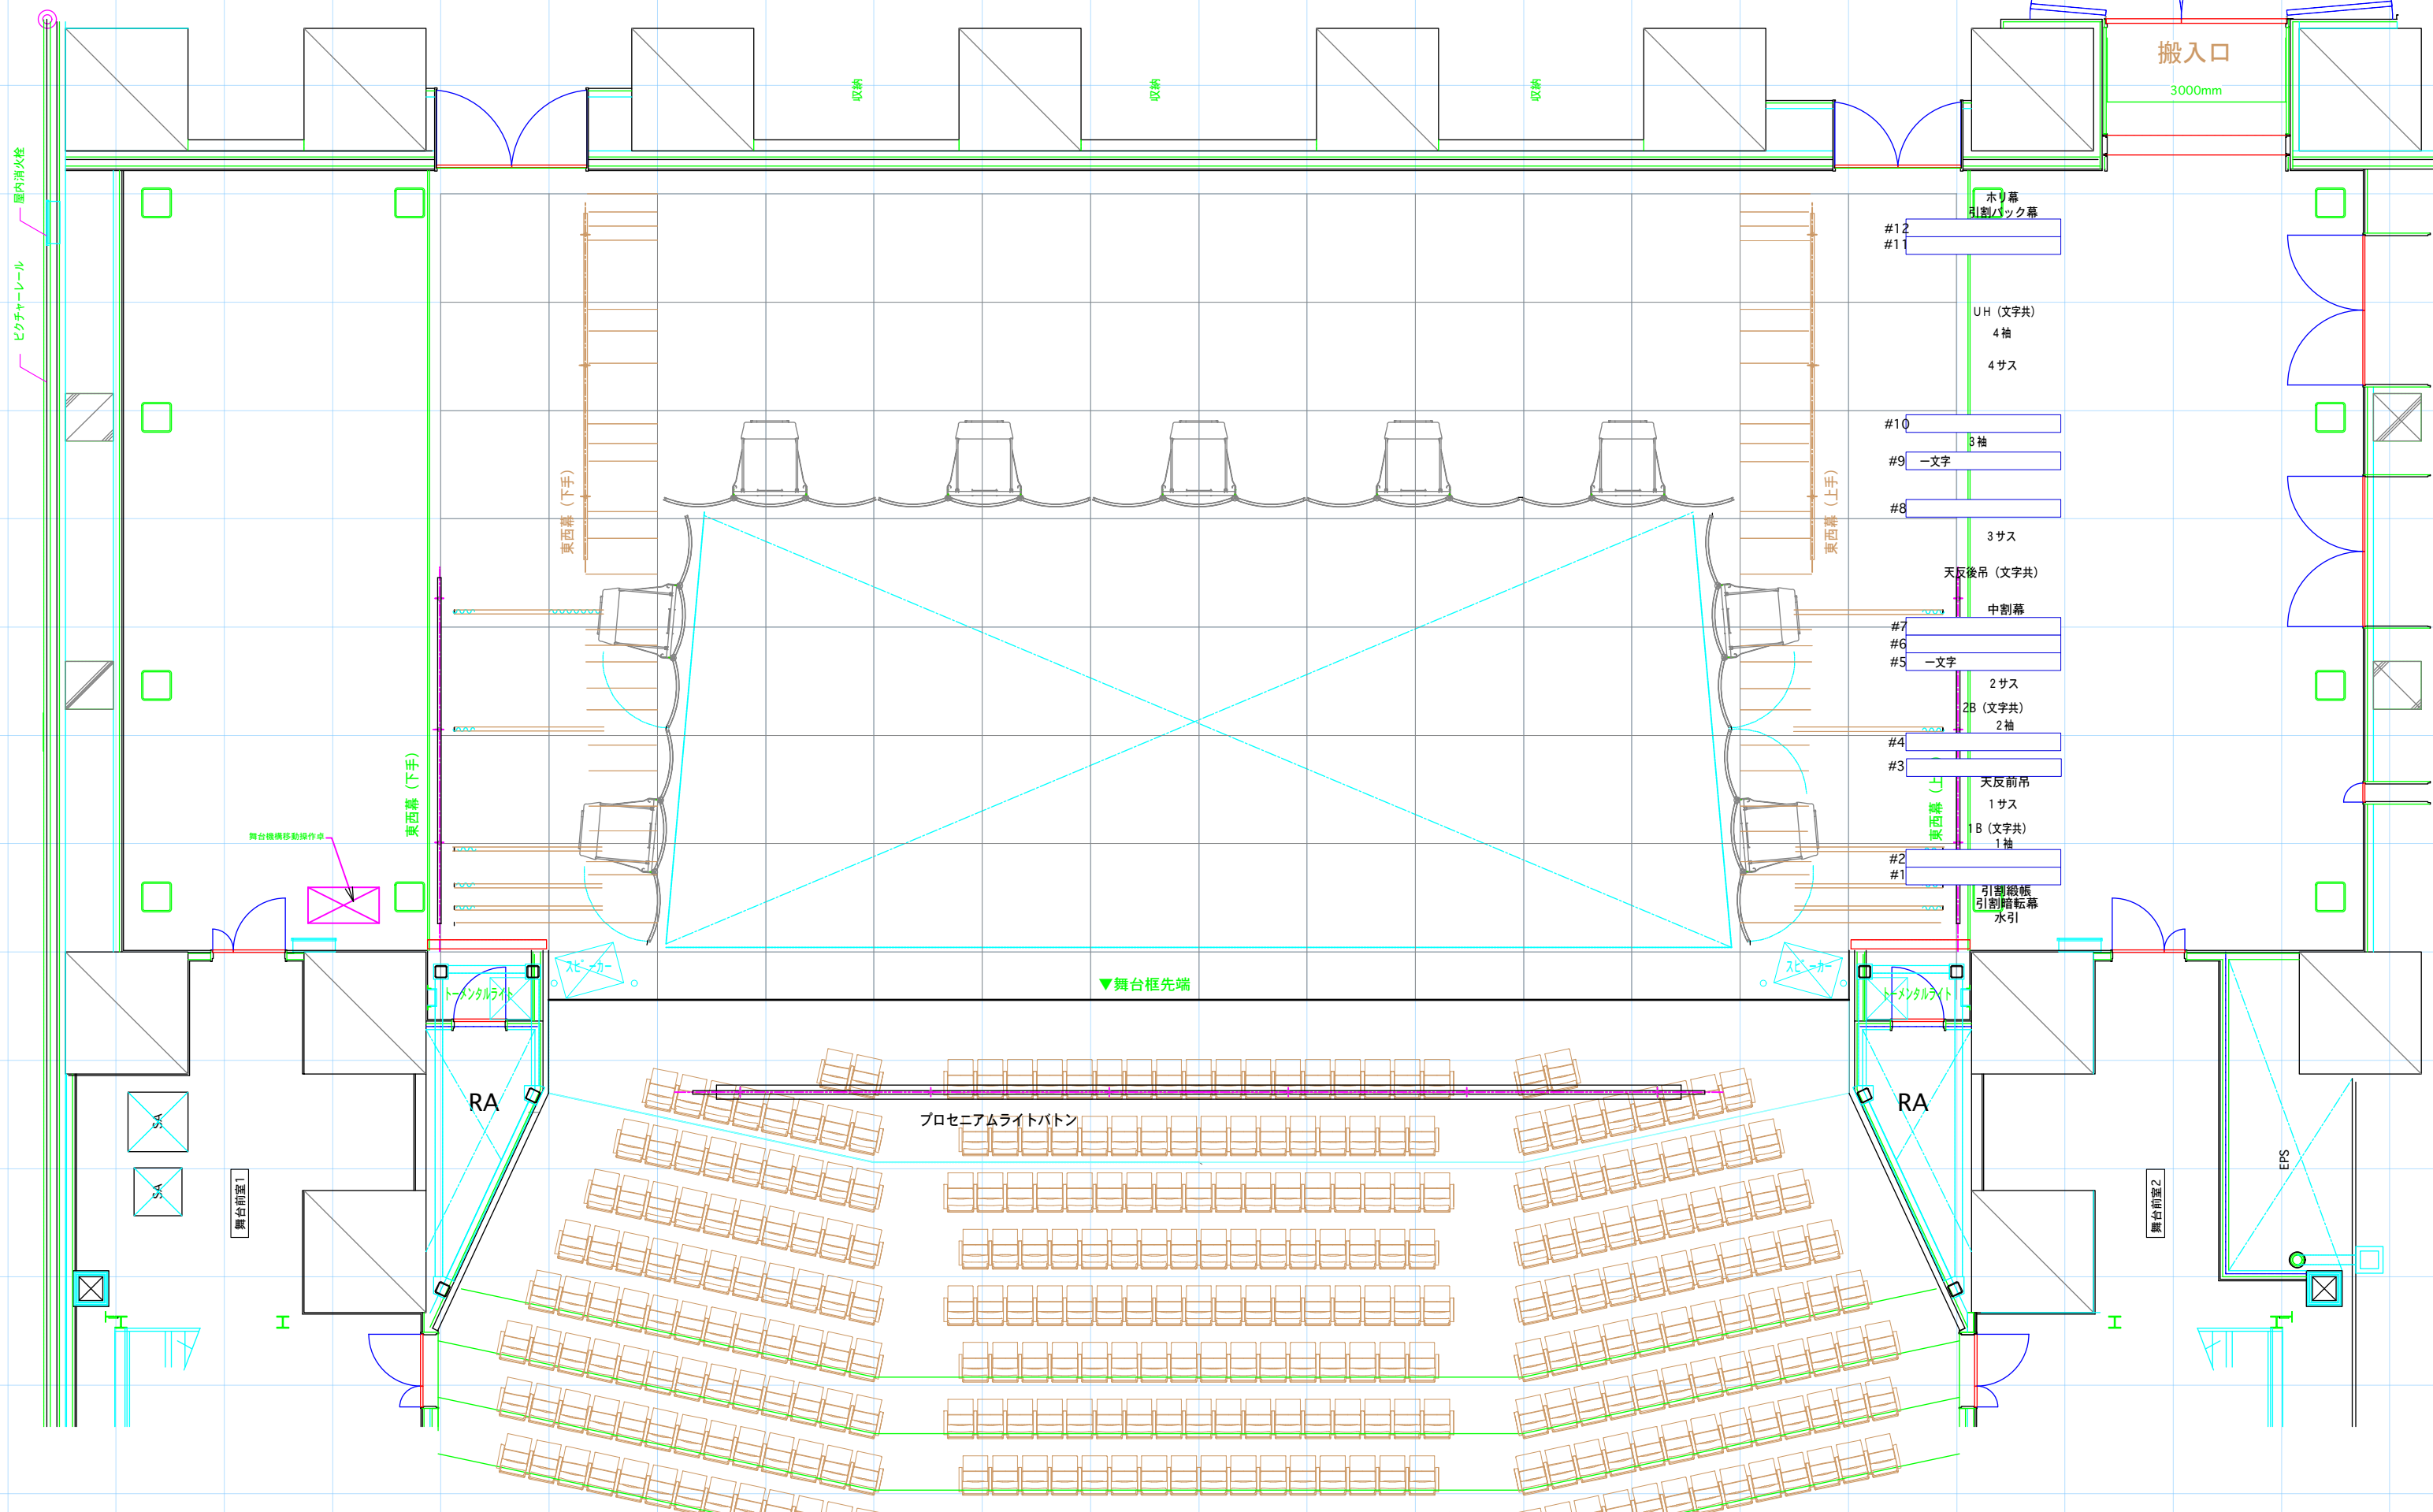 搬入口
3000mm
収納
収納
収納
屋内消火栓
ピクチャーレール
ホリ幕
引割バック幕
#12
#11
UH（文字共）
4袖
4サス
#10
3袖
#9
一文字
#8
3サス
東西幕（下手）
東西幕（上手）
天反後吊（文字共）
中割幕
#7
#6
#5
一文字
2サス
2B（文字共）
2袖
#4
#3
天反前吊
1サス
1B（文字共）
1袖
#2
#1
引割緞帳
引割暗転幕
水引
東西幕（下手）
東西幕（上
舞台機構移動操作卓
スピーカー
スピーカー
▼舞台框先端
トーメンタルライト
トーメンタルライト
RA
RA
プロセニアムライトバトン
SA
SA
舞台前室1
舞台前室2
EPS